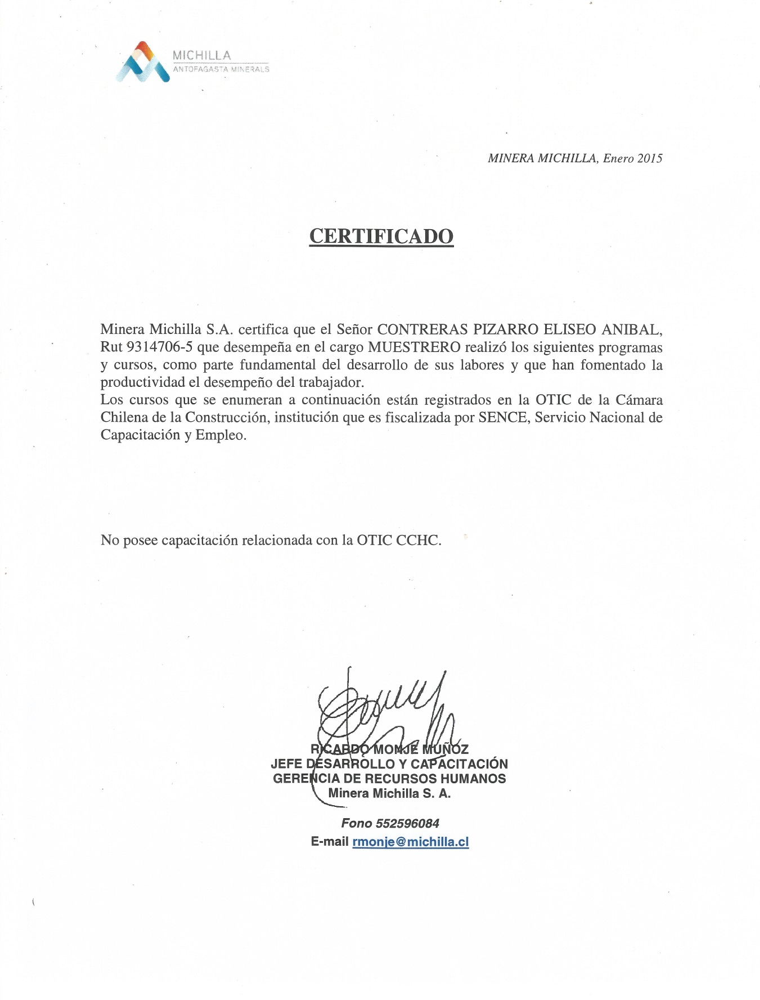 MICHILLA
ANTOFAGASTA MINERALS
MINERA MICHILLA, Enero 2015
CERTIFICADO
Minera Michilla S.A. certifica que el Señor CONTRERAS PIZARRO ELISEO ANIBAL,
Rut 9314706-5 que desempeña en el cargo MUESTRERO realizó los siguientes programas
y cursos, como parte fundamental del desarrollo de sus labores y que han fomentado la
productividad el desempeño del trabajador.
Los cursos que se enumeran a continuación están registrados en la OTIC de la Cámara
Chilena de la Construcción, institución que es fiscalizada por SENCE, Servicio Nacional de
Capacitación y Empleo.
No posee capacitación relacionada con la OTIC CCHC.
RICARDO MONJE MUÑOZ
JEFE DESARROLLO Y CAPACITACIÓN
GERENCIA DE RECURSOS HUMANOS
Minera Michilla S. A.
Fono 552596084
E-mail rmonje@michilla.cl